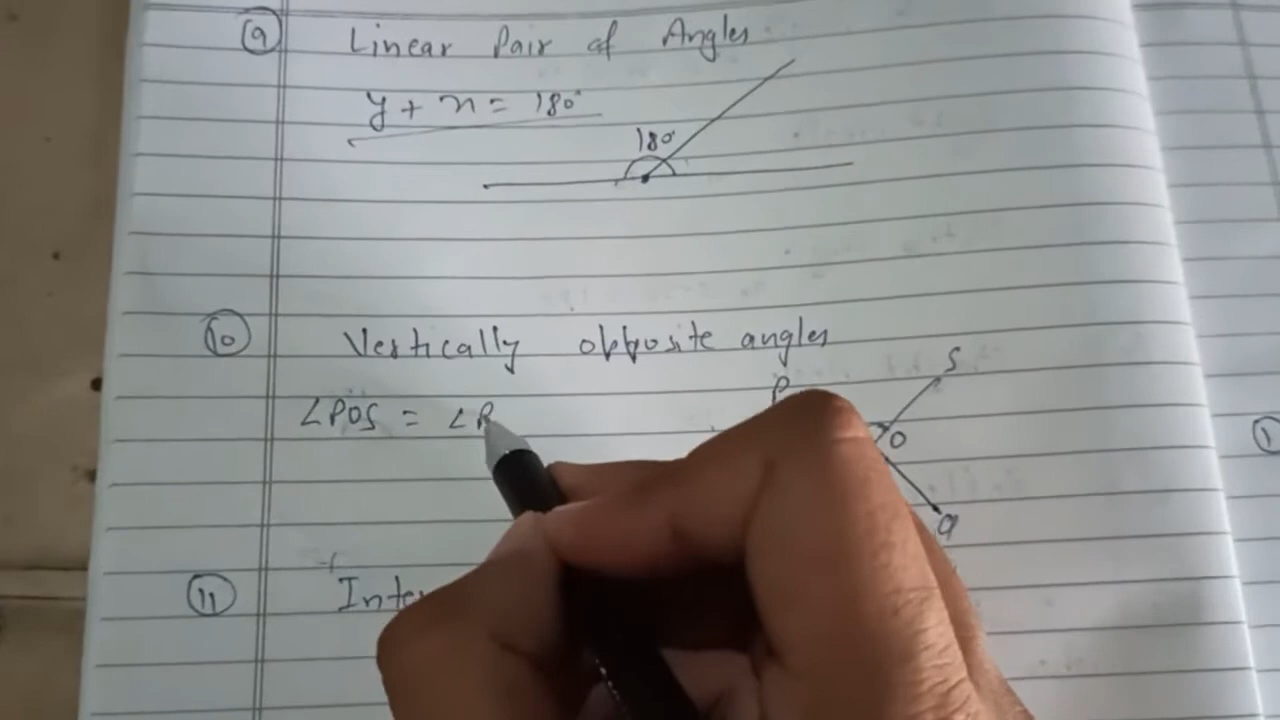 9 Linear Pair of Angles
y + x = 180°
180°
10 Vertically opposite angles
S
P
∠POS = ∠R
O
Q
11 Inte